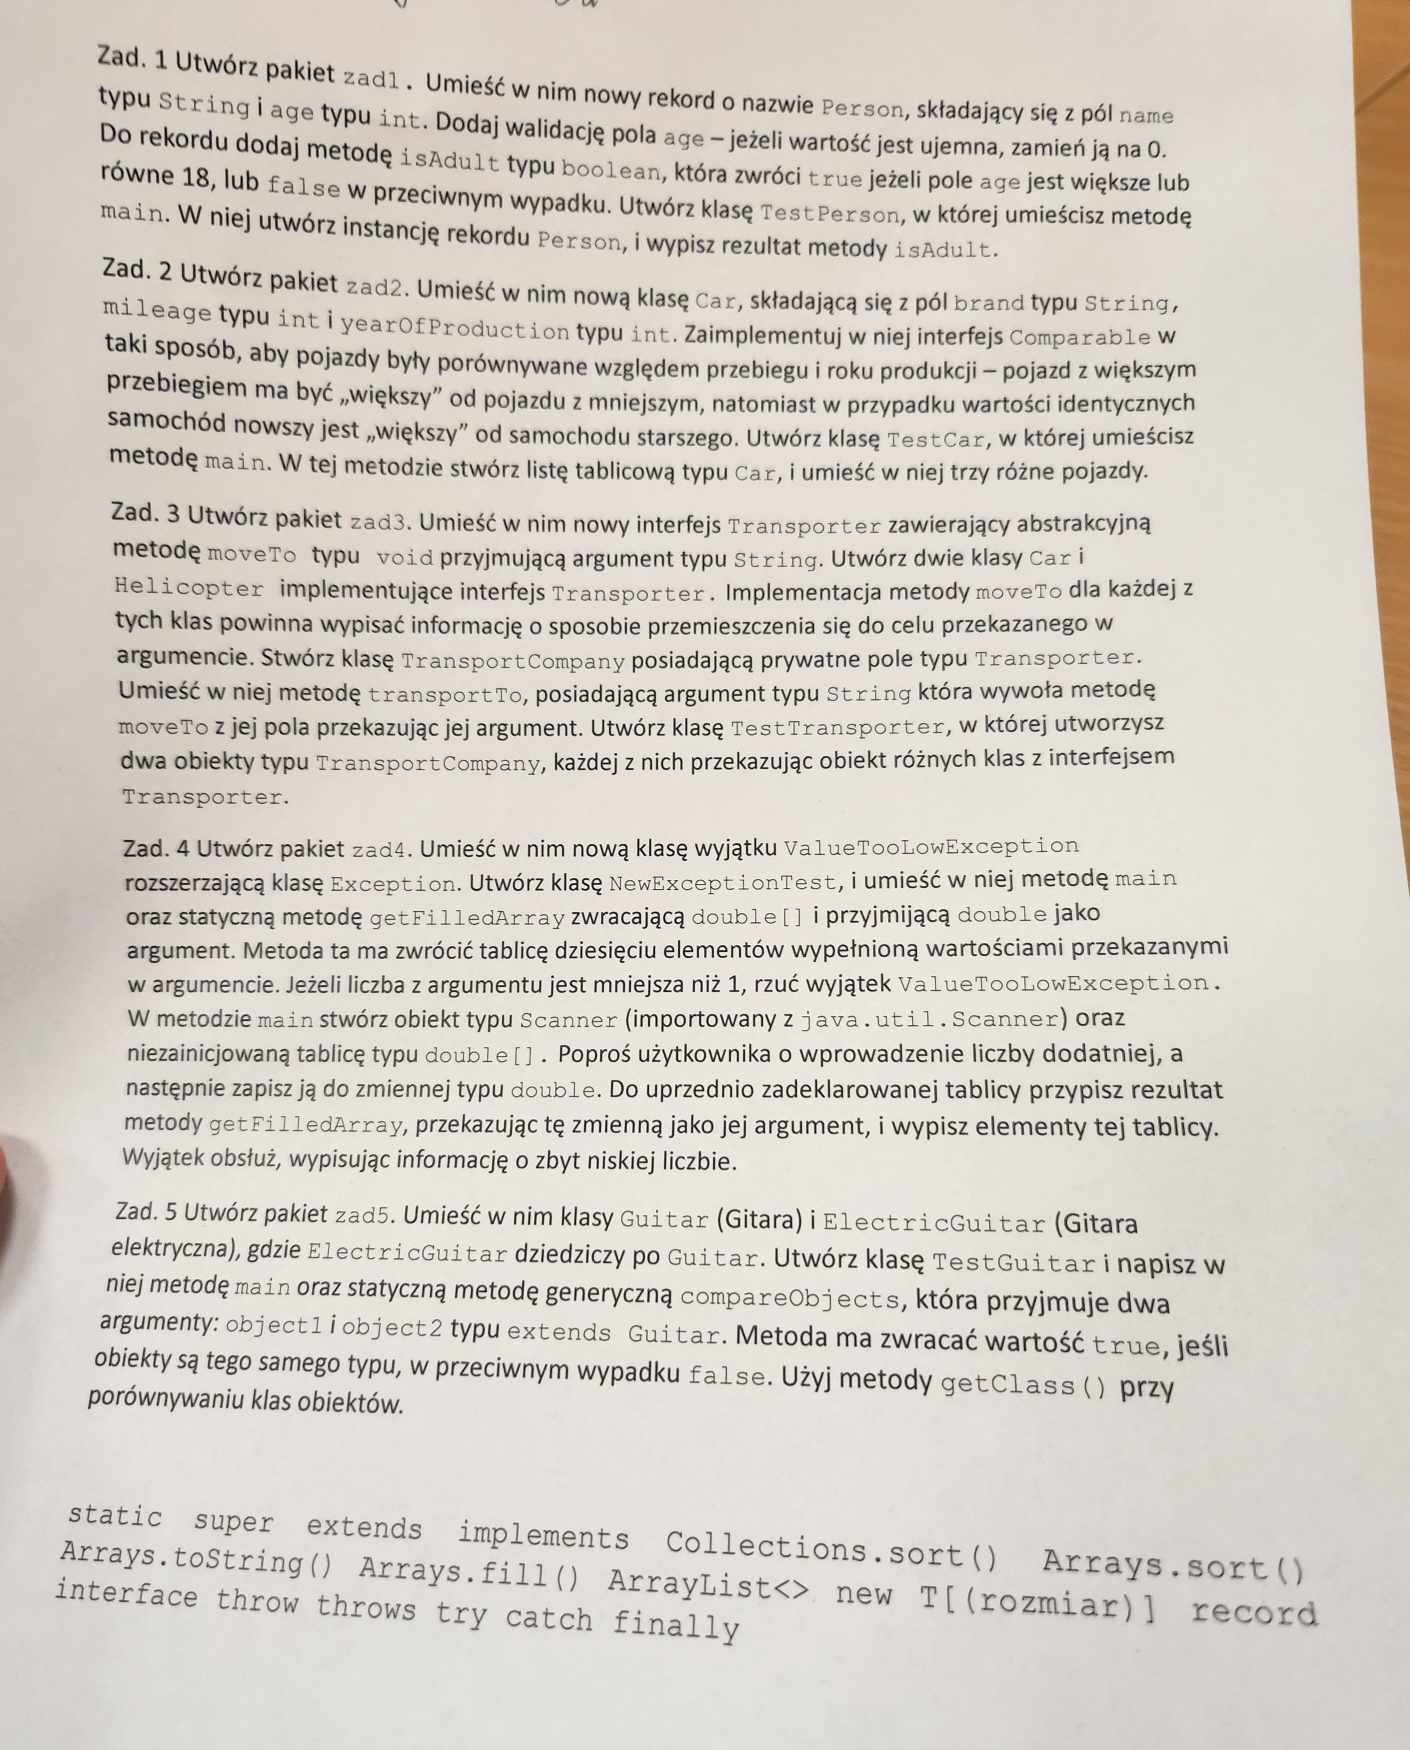 Zad. 1 Utwórz pakiet zad1. Umieść w nim nowy rekord o nazwie Person, składający się z pól name
typu String i age typu int. Dodaj walidację pola age – jeżeli wartość jest ujemna, zamień ją na 0.
Do rekordu dodaj metodę isAdult typu boolean, która zwróci true jeżeli pole age jest większe lub
równe 18, lub false w przeciwnym wypadku. Utwórz klasę TestPerson, w której umieścisz metodę
main. W niej utwórz instancję rekordu Person, i wypisz rezultat metody isAdult.
Zad. 2 Utwórz pakiet zad2. Umieść w nim nową klasę Car, składającą się z pól brand typu String,
mileage typu int i yearOfProduction typu int. Zaimplementuj w niej interfejs Comparable w
taki sposób, aby pojazdy były porównywane względem przebiegu i roku produkcji – pojazd z większym
przebiegiem ma być „większy” od pojazdu z mniejszym, natomiast w przypadku wartości identycznych
samochód nowszy jest „większy” od samochodu starszego. Utwórz klasę TestCar, w której umieścisz
metodę main. W tej metodzie stwórz listę tablicową typu Car, i umieść w niej trzy różne pojazdy.
Zad. 3 Utwórz pakiet zad3. Umieść w nim nowy interfejs Transporter zawierający abstrakcyjną
metodę moveTo typu void przyjmującą argument typu String. Utwórz dwie klasy Car i
Helicopter implementujące interfejs Transporter. Implementacja metody moveTo dla każdej z
tych klas powinna wypisać informację o sposobie przemieszczenia się do celu przekazanego w
argumencie. Stwórz klasę TransportCompany posiadającą prywatne pole typu Transporter.
Umieść w niej metodę transportTo, posiadającą argument typu String która wywoła metodę
moveTo z jej pola przekazując jej argument. Utwórz klasę TestTransporter, w której utworzysz
dwa obiekty typu TransportCompany, każdej z nich przekazując obiekt różnych klas z interfejsem
Transporter.
Zad. 4 Utwórz pakiet zad4. Umieść w nim nową klasę wyjątku ValueTooLowException
rozszerzającą klasę Exception. Utwórz klasę NewExceptionTest, i umieść w niej metodę main
oraz statyczną metodę getFilledArray zwracającą double[] i przyjmijącą double jako
argument. Metoda ta ma zwrócić tablicę dziesięciu elementów wypełnioną wartościami przekazanymi
w argumencie. Jeżeli liczba z argumentu jest mniejsza niż 1, rzuć wyjątek ValueTooLowException.
W metodzie main stwórz obiekt typu Scanner (importowany z java.util.Scanner) oraz
niezainicjowaną tablicę typu double[]. Poproś użytkownika o wprowadzenie liczby dodatniej, a
następnie zapisz ją do zmiennej typu double. Do uprzednio zadeklarowanej tablicy przypisz rezultat
metody getFilledArray, przekazując tę zmienną jako jej argument, i wypisz elementy tej tablicy.
Wyjątek obsłuż, wypisując informację o zbyt niskiej liczbie.
Zad. 5 Utwórz pakiet zad5. Umieść w nim klasy Guitar (Gitara) i ElectricGuitar (Gitara
elektryczna), gdzie ElectricGuitar dziedziczy po Guitar. Utwórz klasę TestGuitar i napisz w
niej metodę main oraz statyczną metodę generyczną compareObjects, która przyjmuje dwa
argumenty: object1 i object2 typu extends Guitar. Metoda ma zwracać wartość true, jeśli
obiekty są tego samego typu, w przeciwnym wypadku false. Użyj metody getClass() przy
porównywaniu klas obiektów.
static super extends implements Collections.sort() Arrays.sort()
Arrays.toString() Arrays.fill() ArrayList<> new T[(rozmiar)] record
interface throw throws try catch finally